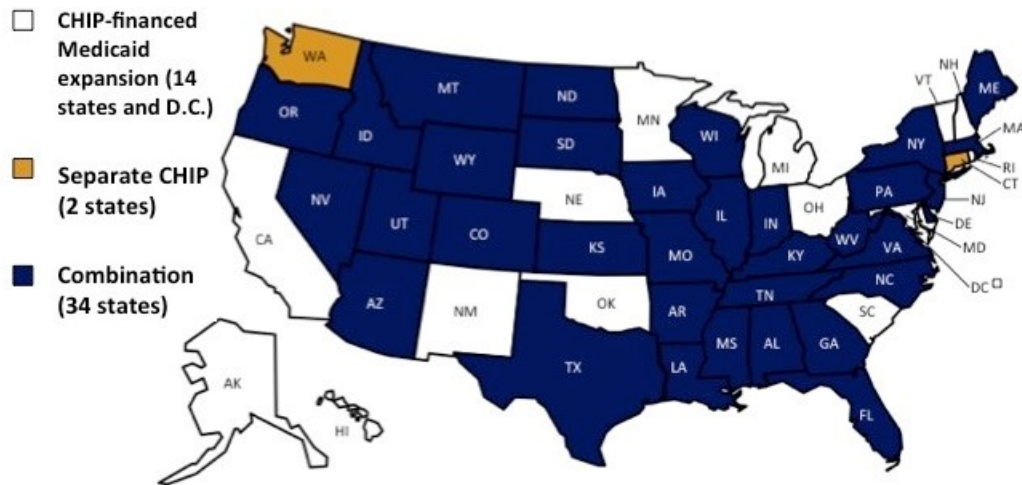 CHIP-financed
Medicaid
expansion (14
states and D.C.)
Separate CHIP
(2 states)
Combination
(34 states)
WA
OR
MT
ID
WY
ND
SD
MN
WI
MI
NE
IA
NV
UT
CO
KS
CA
AZ
NM
OK
TX
MO
AR
LA
IL
IN
OH
KY
TN
MS
AL
GA
FL
SC
NC
VA
WV
PA
NY
VT
NH
ME
MA
RI
CT
NJ
DE
MD
DC
AK
HI